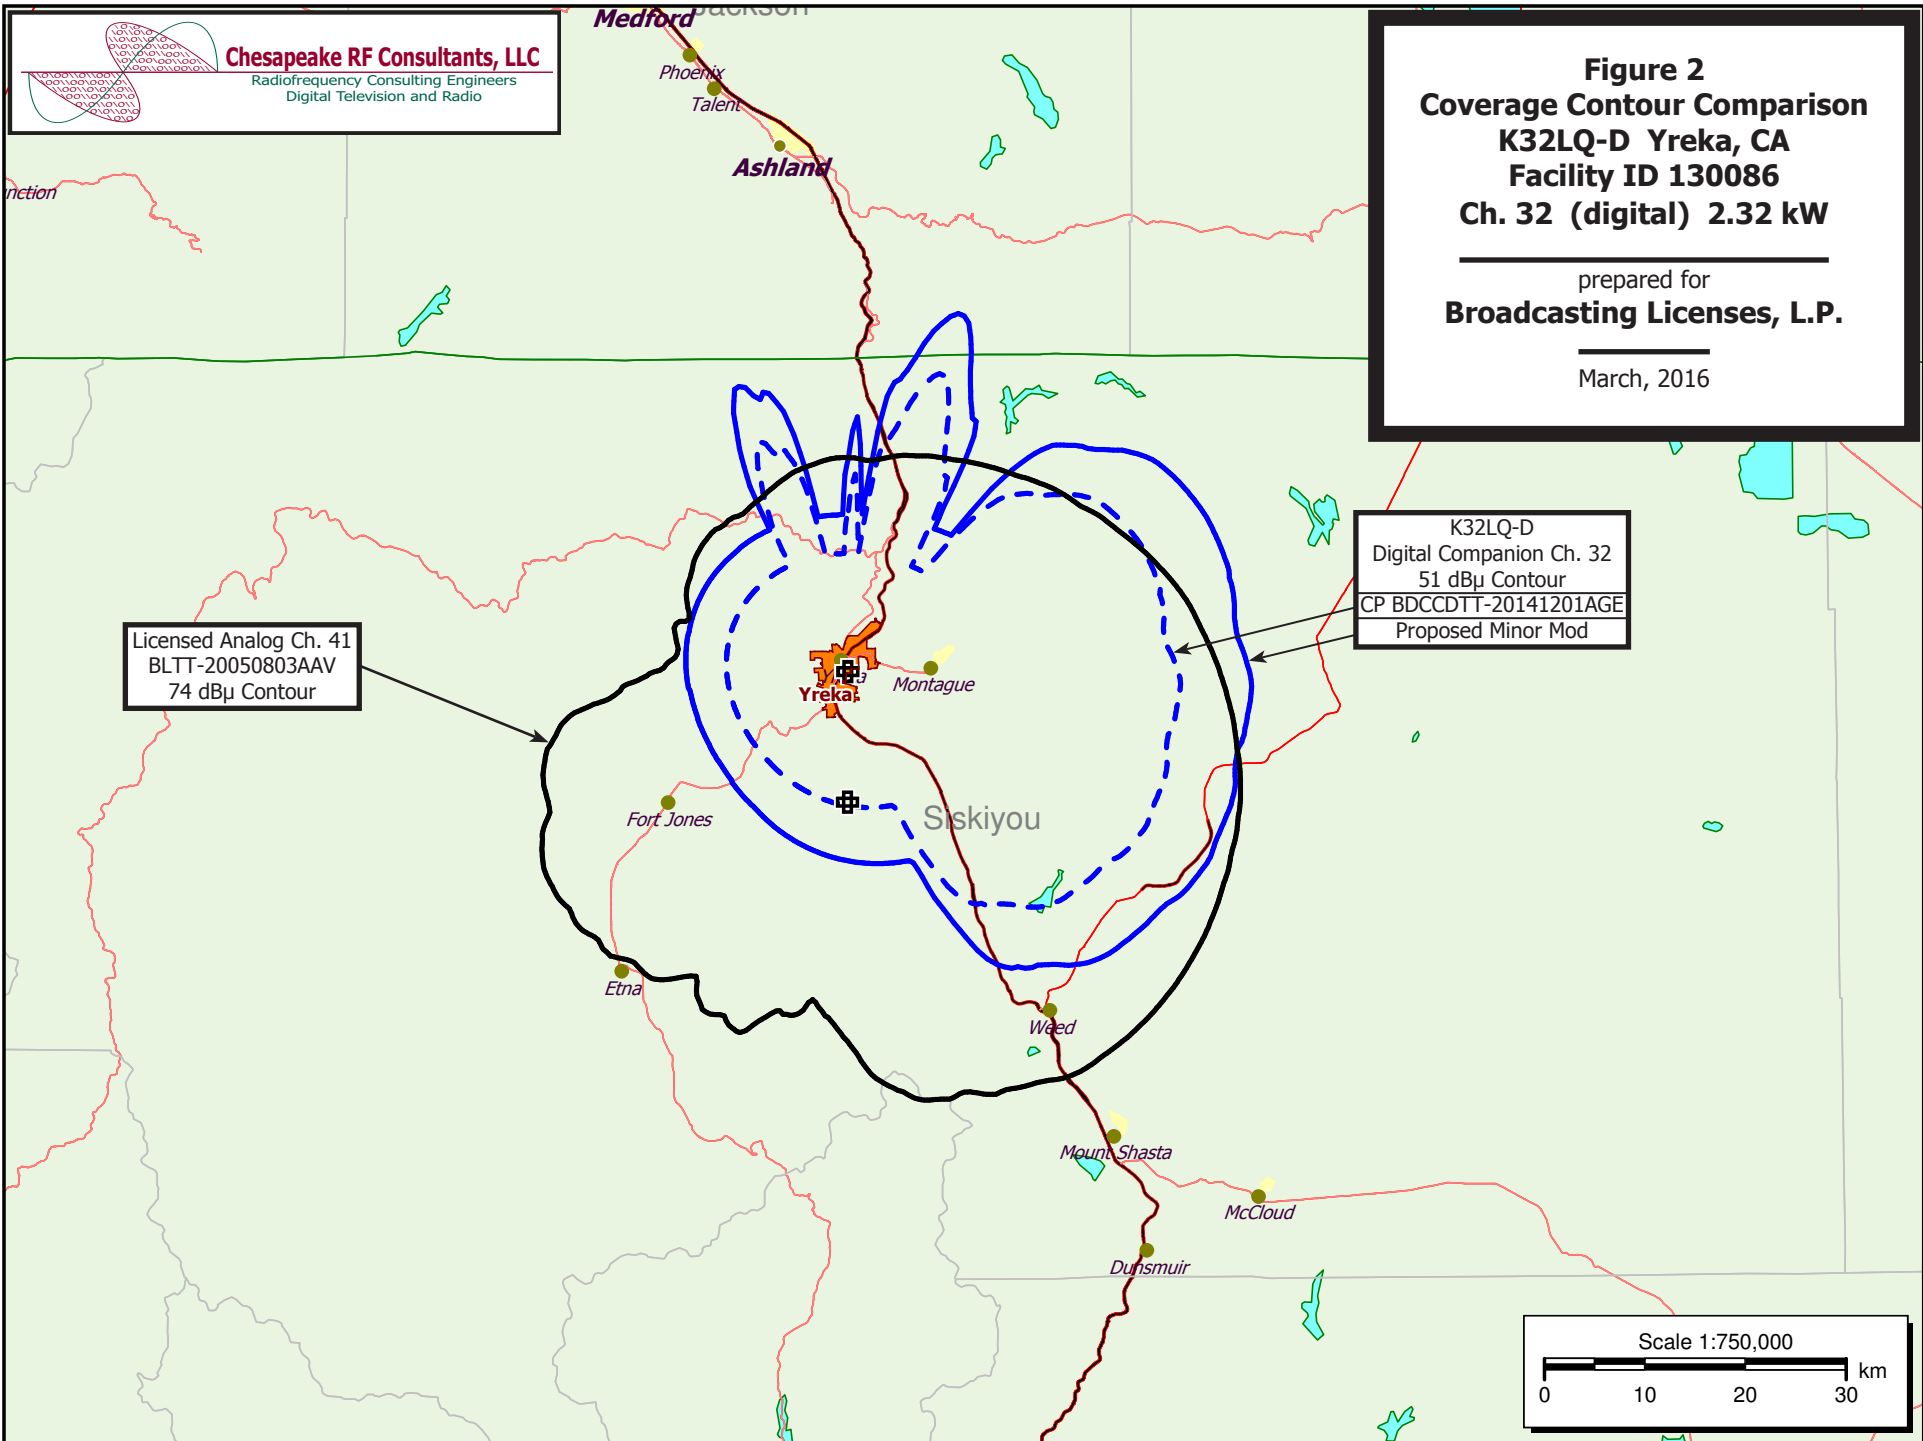 Chesapeake RF Consultants, LLC
Radiofrequency Consulting Engineers
Digital Television and Radio
Figure 2
Coverage Contour Comparison
K32LQ-D Yreka, CA
Facility ID 130086
Ch. 32 (digital) 2.32 kW
prepared for
Broadcasting Licenses, L.P.
March, 2016
Jackson
Medford
Phoenix
Talent
Ashland
nction
K32LQ-D
Digital Companion Ch. 32
51 dBµ Contour
CP BDCCDTT-20141201AGE
Proposed Minor Mod
Licensed Analog Ch. 41
BLTT-20050803AAV
74 dBµ Contour
Yreka
Montague
Fort Jones
Siskiyou
Etna
Weed
Mount Shasta
McCloud
Dunsmuir
Scale 1:750,000
km
0 10 20 30